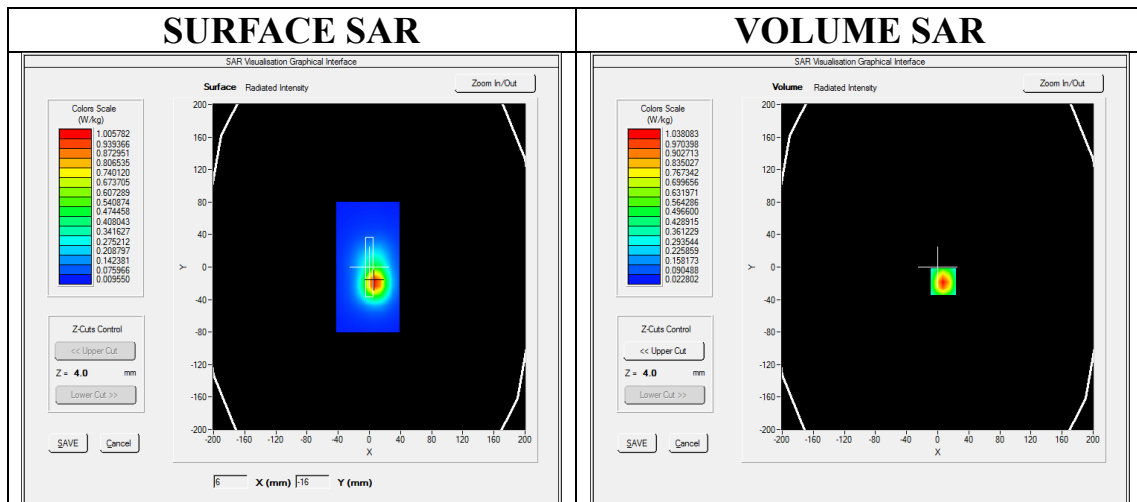 SURFACE SAR
SAR Visualisation Graphical Interface
Surface Radiated Intensity
Zoom In/Out
Colors Scale
(W/kg)
1.005782
0.939366
0.872951
0.806535
0.740120
0.673705
0.607289
0.540874
0.474458
0.408043
0.341627
0.275212
0.208797
0.142381
0.075966
0.009550
Z-Cuts Control
<< Upper Cut
Z = 4.0 mm
Lower Cut >>
SAVE Cancel
200
160
120
80
40
0
-40
-80
-120
-160
-200
Y
-200 -160 -120 -80 -40 0 40 80 120 160 200
X
6 X (mm) -16 Y (mm)
VOLUME SAR
SAR Visualisation Graphical Interface
Volume Radiated Intensity
Zoom In/Out
Colors Scale
(W/kg)
1.038083
0.970398
0.902713
0.835027
0.767342
0.699656
0.631971
0.564286
0.496600
0.428915
0.361229
0.293544
0.225859
0.158173
0.090488
0.022802
Z-Cuts Control
<< Upper Cut
Z = 4.0 mm
Lower Cut >>
SAVE Cancel
200
160
120
80
40
0
-40
-80
-120
-160
-200
Y
-200 -160 -120 -80 -40 0 40 80 120 160 200
X